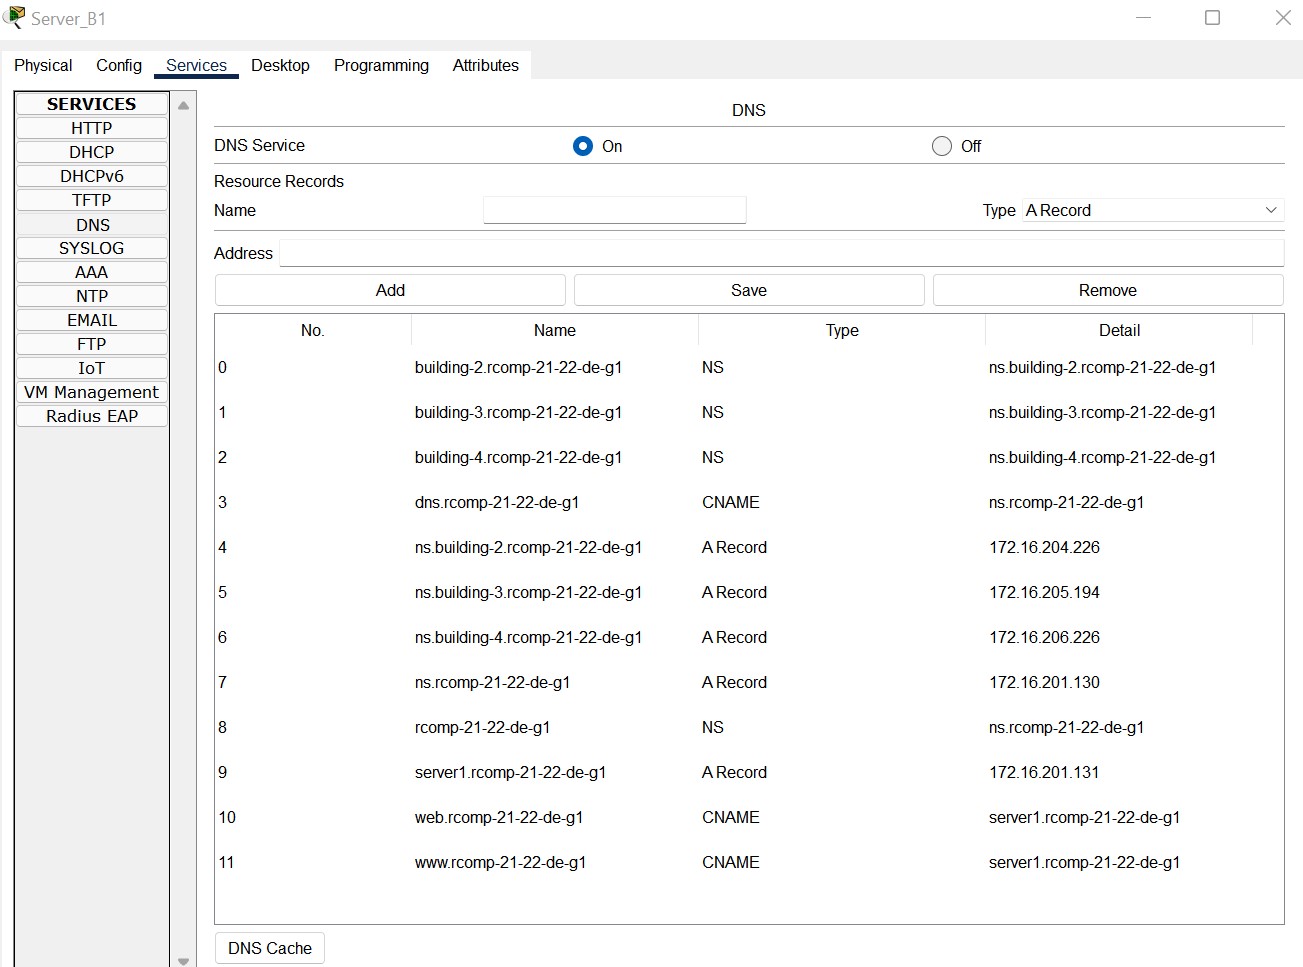 Server_B1
Physical Config Services Desktop Programming Attributes
SERVICES
HTTP
DHCP
DHCPv6
TFTP
DNS
SYSLOG
AAA
NTP
EMAIL
FTP
IoT
VM Management
Radius EAP
DNS
DNS Service On Off
Resource Records
Name Type A Record
Address
Add Save Remove
No. Name Type Detail
0 building-2.rcomp-21-22-de-g1 NS ns.building-2.rcomp-21-22-de-g1
1 building-3.rcomp-21-22-de-g1 NS ns.building-3.rcomp-21-22-de-g1
2 building-4.rcomp-21-22-de-g1 NS ns.building-4.rcomp-21-22-de-g1
3 dns.rcomp-21-22-de-g1 CNAME ns.rcomp-21-22-de-g1
4 ns.building-2.rcomp-21-22-de-g1 A Record 172.16.204.226
5 ns.building-3.rcomp-21-22-de-g1 A Record 172.16.205.194
6 ns.building-4.rcomp-21-22-de-g1 A Record 172.16.206.226
7 ns.rcomp-21-22-de-g1 A Record 172.16.201.130
8 rcomp-21-22-de-g1 NS ns.rcomp-21-22-de-g1
9 server1.rcomp-21-22-de-g1 A Record 172.16.201.131
10 web.rcomp-21-22-de-g1 CNAME server1.rcomp-21-22-de-g1
11 www.rcomp-21-22-de-g1 CNAME server1.rcomp-21-22-de-g1
DNS Cache